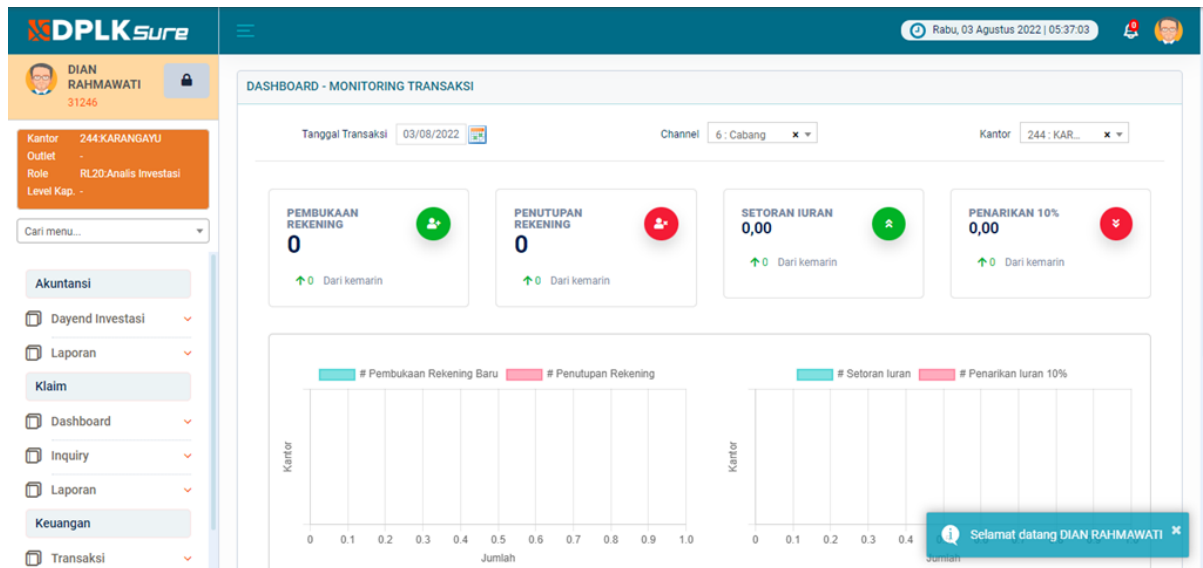 DPLKSure
Rabu, 03 Agustus 2022 | 05:37:03
0
DIAN
RAHMAWATI
31246
Kantor 244:KARANGAYU
Outlet -
Role RL20:Analis Investasi
Level Kap. -
Cari menu...
Akuntansi
Dayend Investasi
Laporan
Klaim
Dashboard
Inquiry
Laporan
Keuangan
Transaksi
DASHBOARD - MONITORING TRANSAKSI
Tanggal Transaksi 03/08/2022 Channel 6 : Cabang x Kantor 244 : KAR... x
PEMBUKAAN
REKENING
0
0 Dari kemarin
PENUTUPAN
REKENING
0
0 Dari kemarin
SETORAN IURAN
0,00
0 Dari kemarin
PENARIKAN 10%
0,00
0 Dari kemarin
# Pembukaan Rekening Baru # Penutupan Rekening
Kantor
0 0.1 0.2 0.3 0.4 0.5 0.6 0.7 0.8 0.9 1.0
Jumlah
# Setoran Iuran # Penarikan Iuran 10%
Kantor
0 0.1 0.2 0.3 0.4
Jumlah
Selamat datang DIAN RAHMAWATI ×